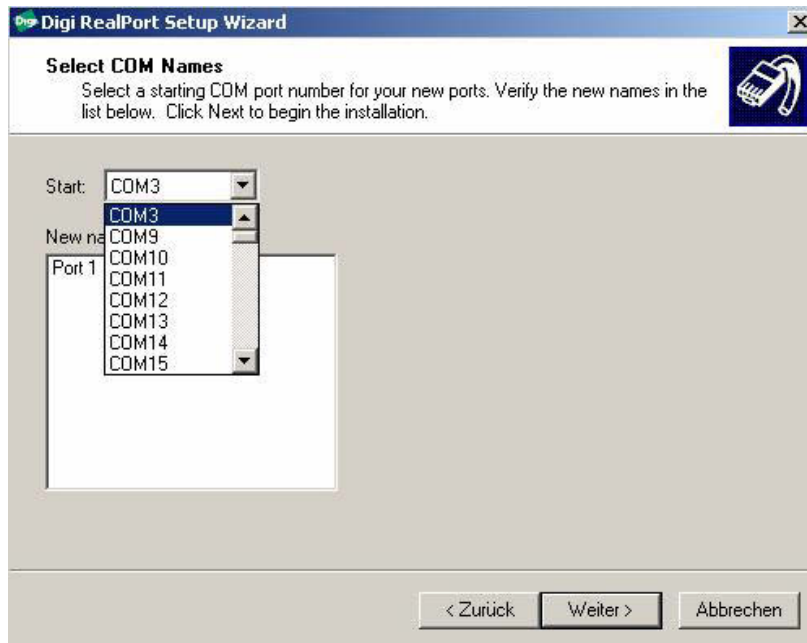 Digi RealPort Setup Wizard
Select COM Names
Select a starting COM port number for your new ports. Verify the new names in the
list below. Click Next to begin the installation.
Start: COM3
COM3
New na COM9
COM10
Port 1 COM11
COM12
COM13
COM14
COM15
< Zurück Weiter > Abbrechen